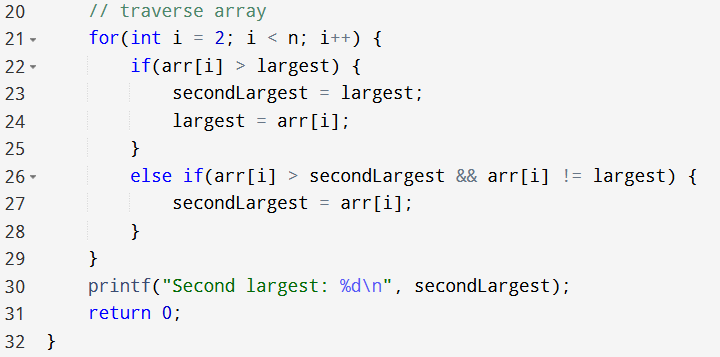 20 // traverse array
21 for(int i = 2; i < n; i++) {
22 if(arr[i] > largest) {
23 secondLargest = largest;
24 largest = arr[i];
25 }
26 else if(arr[i] > secondLargest && arr[i] != largest) {
27 secondLargest = arr[i];
28 }
29 }
30 printf("Second largest: %d\n", secondLargest);
31 return 0;
32 }